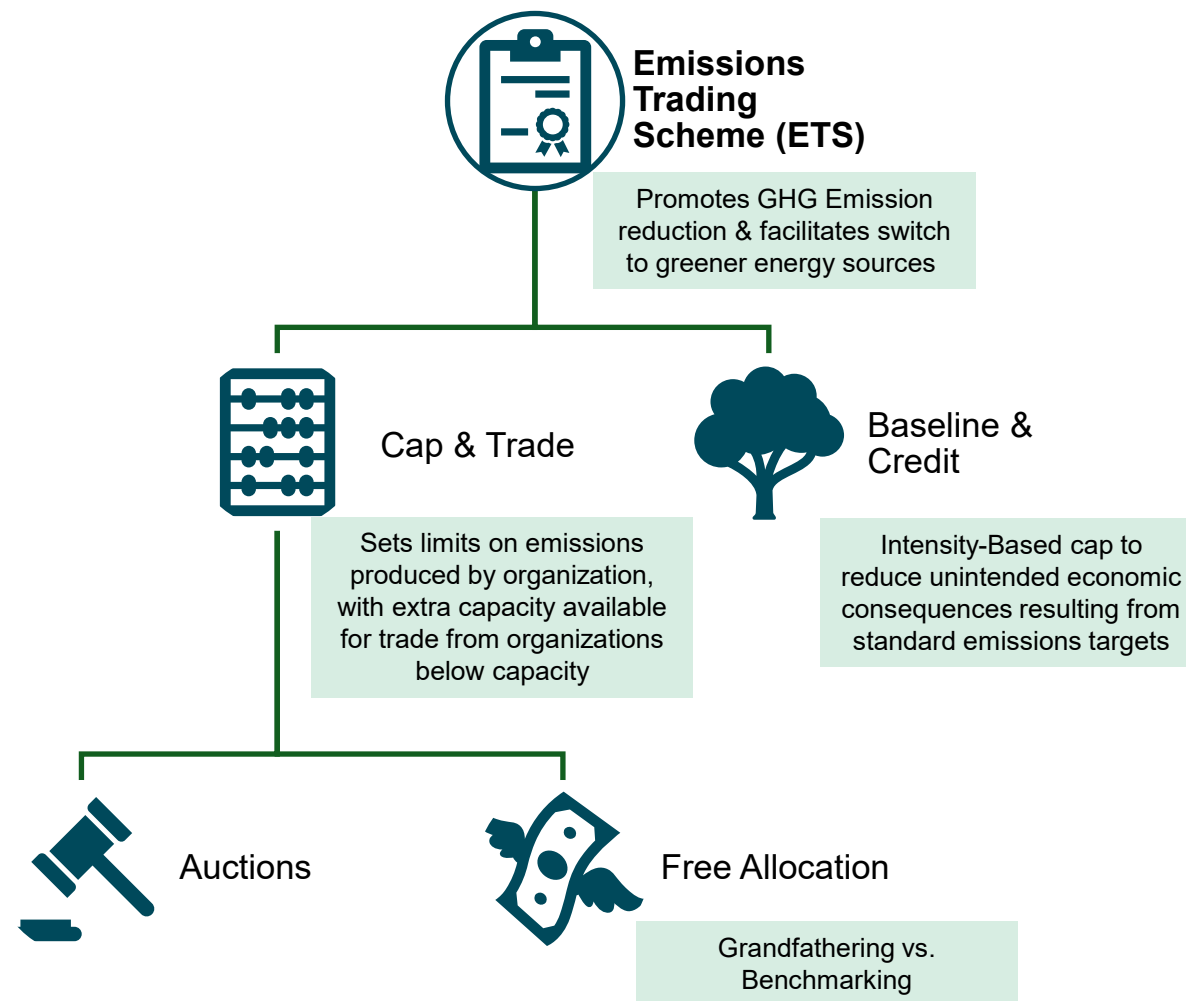 Emissions
Trading
Scheme (ETS)
Promotes GHG Emission
reduction & facilitates switch
to greener energy sources
Cap & Trade
Baseline &
Credit
Sets limits on emissions
produced by organization,
with extra capacity available
for trade from organizations
below capacity
Intensity-Based cap to
reduce unintended economic
consequences resulting from
standard emissions targets
Auctions
Free Allocation
Grandfathering vs.
Benchmarking